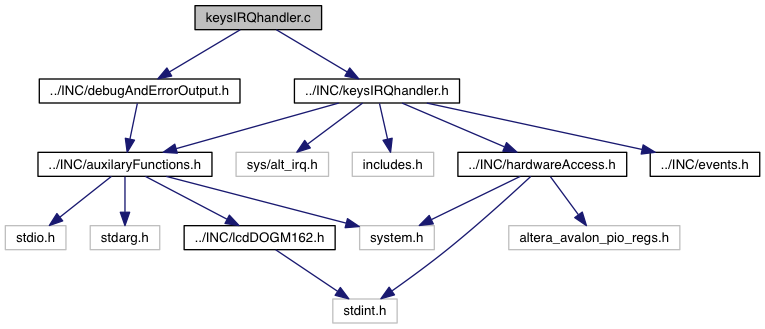 keysIRQhandler.c
../INC/debugAndErrorOutput.h
../INC/keysIRQhandler.h
../INC/auxilaryFunctions.h
sys/alt_irq.h
includes.h
../INC/hardwareAccess.h
../INC/events.h
stdio.h
stdarg.h
../INC/lcdDOGM162.h
system.h
altera_avalon_pio_regs.h
stdint.h